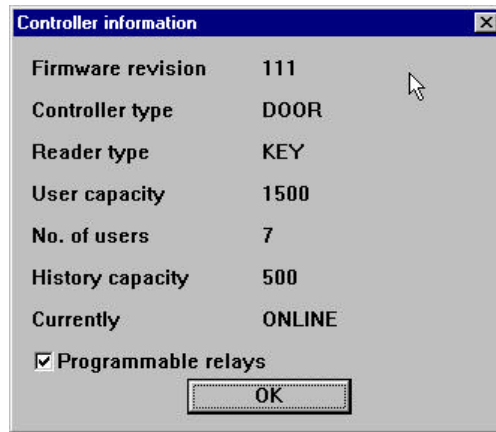 Controller information
Firmware revision 111
Controller type DOOR
Reader type KEY
User capacity 1500
No. of users 7
History capacity 500
Currently ONLINE
Programmable relays
OK